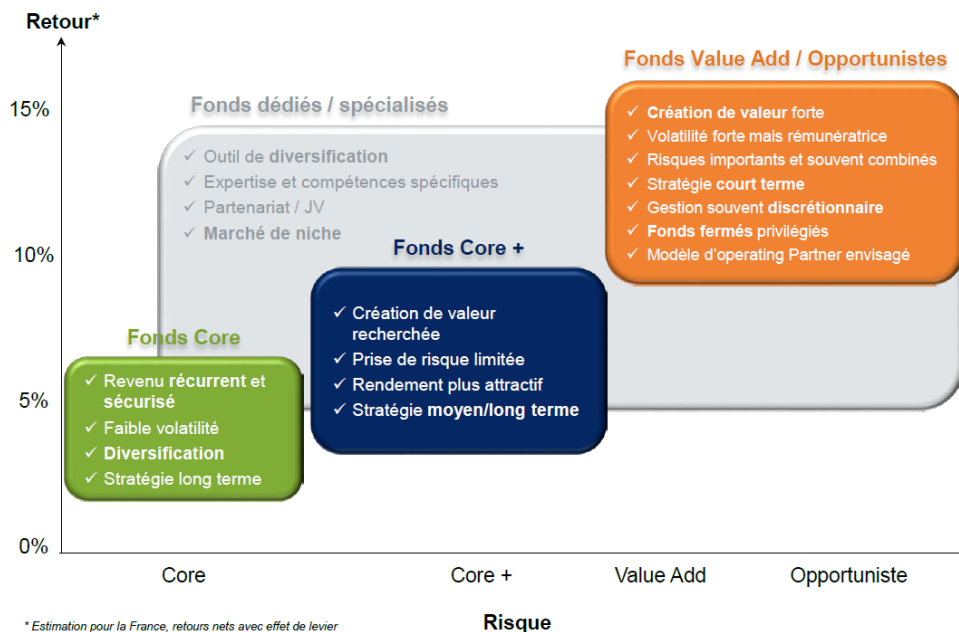 Retour*
15%
10%
5%
0%
Fonds dédiés / spécialisés
✓ Outil de diversification
✓ Expertise et compétences spécifiques
✓ Partenariat / JV
✓ Marché de niche
Fonds Value Add / Opportunistes
✓ Création de valeur forte
✓ Volatilité forte mais rémunératrice
✓ Risques importants et souvent combinés
✓ Stratégie court terme
✓ Gestion souvent discrétionnaire
✓ Fonds fermés privilégiés
✓ Modèle d'operating Partner envisagé
Fonds Core +
✓ Création de valeur
recherchée
✓ Prise de risque limitée
✓ Rendement plus attractif
✓ Stratégie moyen/long terme
Fonds Core
✓ Revenu récurrent et
sécurisé
✓ Faible volatilité
✓ Diversification
✓ Stratégie long terme
Core
Core +
Value Add
Opportuniste
Risque
* Estimation pour la France, retours nets avec effet de levier